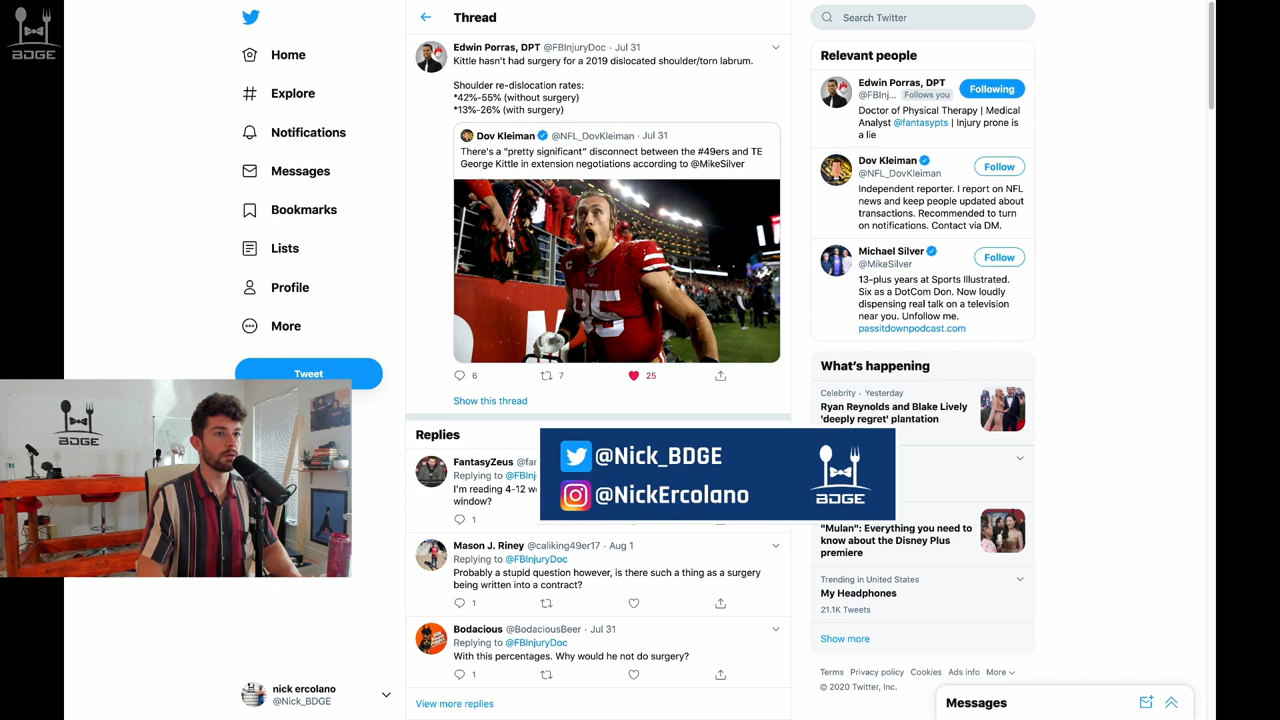 BDGE
Home
Explore
Notifications
Messages
Bookmarks
Lists
Profile
More
Tweet
BDGE
nick ercolano
@Nick_BDGE
Thread
Edwin Porras, DPT @FBInjuryDoc · Jul 31
Kittle hasn't had surgery for a 2019 dislocated shoulder/torn labrum.
Shoulder re-dislocation rates:
*42%-55% (without surgery)
*13%-26% (with surgery)
Dov Kleiman @NFL_DovKleiman · Jul 31
There's a "pretty significant" disconnect between the #49ers and TE
George Kittle in extension negotiations according to @MikeSilver
85
6
7
25
Show this thread
Replies
FantasyZeus @fan
Replying to @FBInj
I'm reading 4-12 w
window?
1
@Nick_BDGE
@NickErcolano
BDGE
Mason J. Riney @caliking49er17 · Aug 1
Replying to @FBInjuryDoc
Probably a stupid question however, is there such a thing as a surgery
being written into a contract?
1
Bodacious @BodaciousBeer · Jul 31
Replying to @FBInjuryDoc
With this percentages. Why would he not do surgery?
1
View more replies
Search Twitter
Relevant people
Edwin Porras, DPT
@FBInj... Follows you
Following
Doctor of Physical Therapy | Medical
Analyst @fantasypts | Injury prone is
a lie
Dov Kleiman
@NFL_DovKleiman
Follow
Independent reporter. I report on NFL
news and keep people updated about
transactions. Recommended to turn
on notifications. Contact via DM.
Michael Silver
@MikeSilver
Follow
13-plus years at Sports Illustrated.
Six as a DotCom Don. Now loudly
dispensing real talk on a television
near you. Unfollow me.
passitdownpodcast.com
What's happening
Celebrity · Yesterday
Ryan Reynolds and Blake Lively
'deeply regret' plantation
"Mulan": Everything you need to
know about the Disney Plus
premiere
Trending in United States
My Headphones
21.1K Tweets
Show more
Terms Privacy policy Cookies Ads info More
© 2020 Twitter, Inc.
Messages